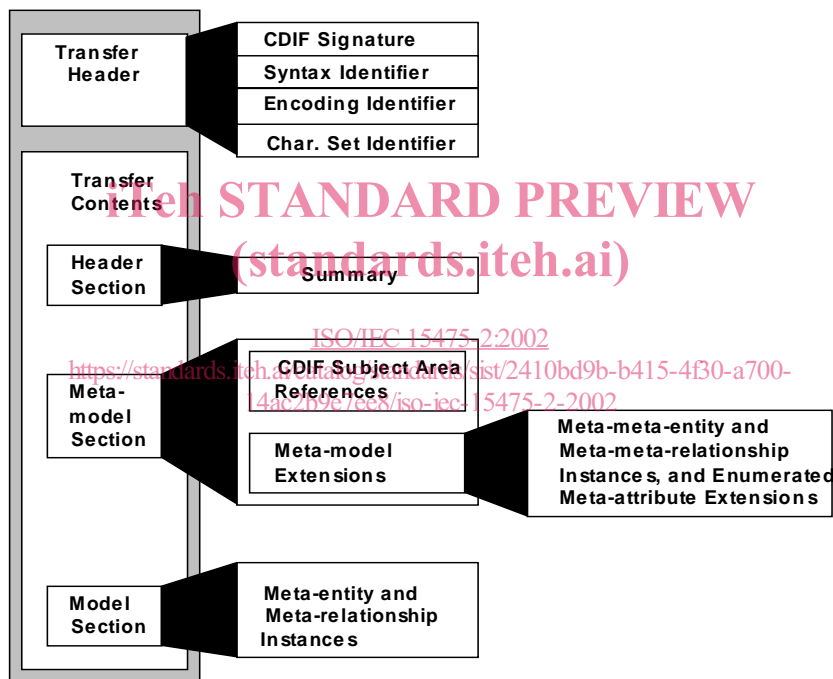 Transfer
Header
CDIF Signature
Syntax Identifier
Encoding Identifier
Char. Set Identifier
Transfer
Contents
iTeh STANDARD PREVIEW
(standards.iteh.ai)
Header
Section
Summary
ISO/IEC 15475-2:2002
https://standards.iteh.ai/catalog/standards/sist/2410bd9b-b415-4f30-a700-
14ac2b9e7ee8/iso-iec-15475-2-2002
Meta-
model
Section
CDIF Subject Area
References
Meta-model
Extensions
Meta-meta-entity and
Meta-meta-relationship
Instances, and Enumerated
Meta-attribute Extensions
Model
Section
Meta-entity and
Meta-relationship
Instances